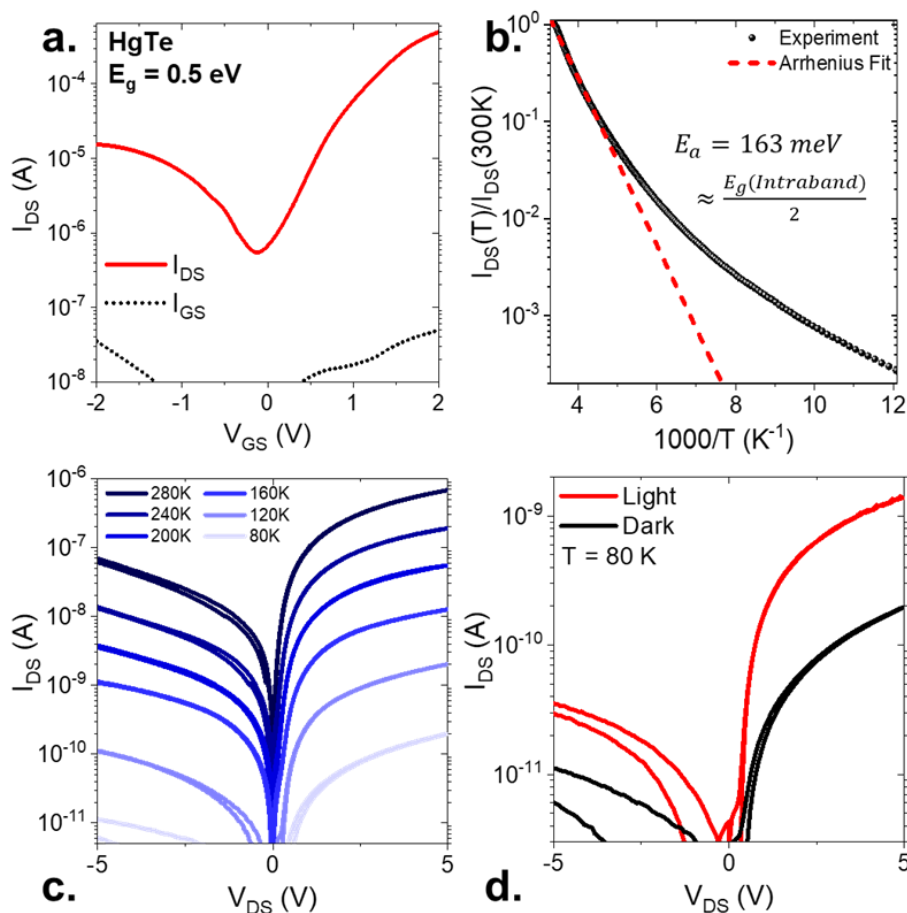 a.
HgTe
E_g = 0.5 eV
I_DS (A)
10^-4
10^-5
10^-6
10^-7
10^-8
I_DS
I_GS
-2 -1 0 1 2
V_GS (V)
b.
Experiment
Arrhenius Fit
E_a = 163 meV
≈ E_g(Intraband)/2
I_DS(T)/I_DS(300K)
10^0
10^-1
10^-2
10^-3
4 6 8 10 12
1000/T (K^-1)
280K 160K
240K 120K
200K 80K
I_DS (A)
10^-6
10^-7
10^-8
10^-9
10^-10
10^-11
-5 0 5
c.
V_DS (V)
Light
Dark
T = 80 K
I_DS (A)
10^-9
10^-10
10^-11
-5 0 5
V_DS (V)
d.